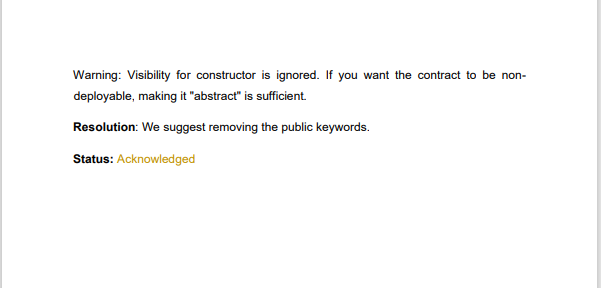 Warning: Visibility for constructor is ignored. If you want the contract to be non-
deployable, making it "abstract" is sufficient.
Resolution: We suggest removing the public keywords.
Status: Acknowledged